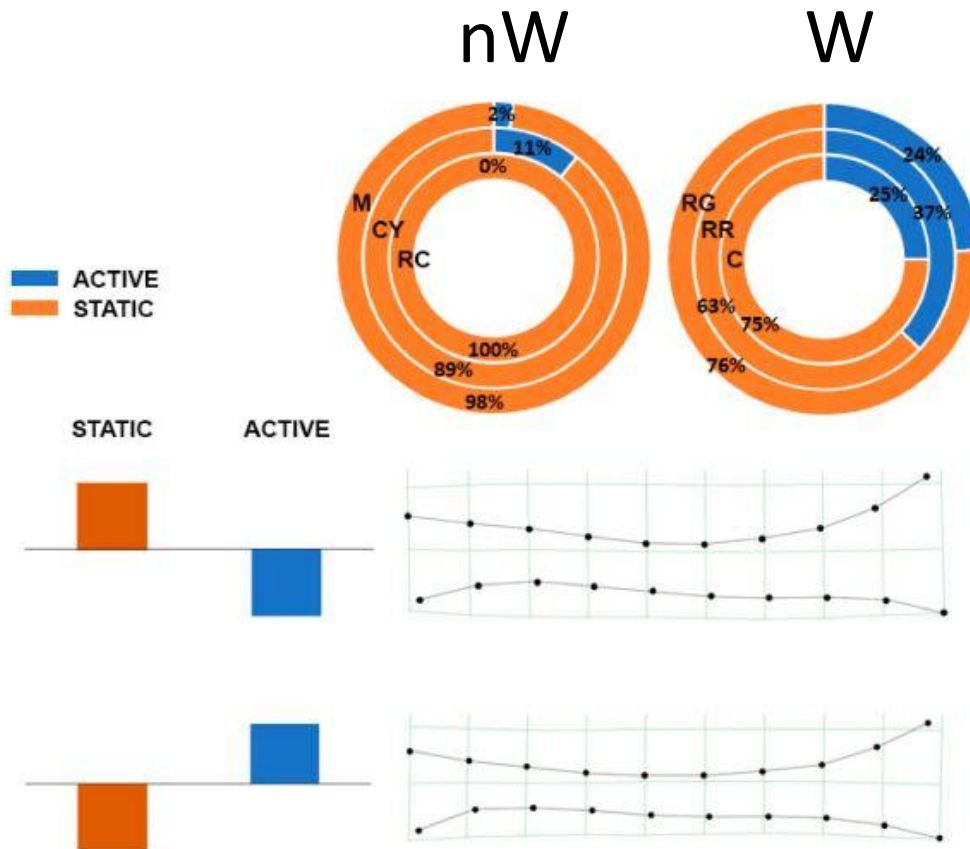 nW
W
2%
11%
0%
M
CY
RC
100%
89%
98%
24%
25%
37%
RG
RR
C
63%
75%
76%
ACTIVE
STATIC
STATIC
ACTIVE